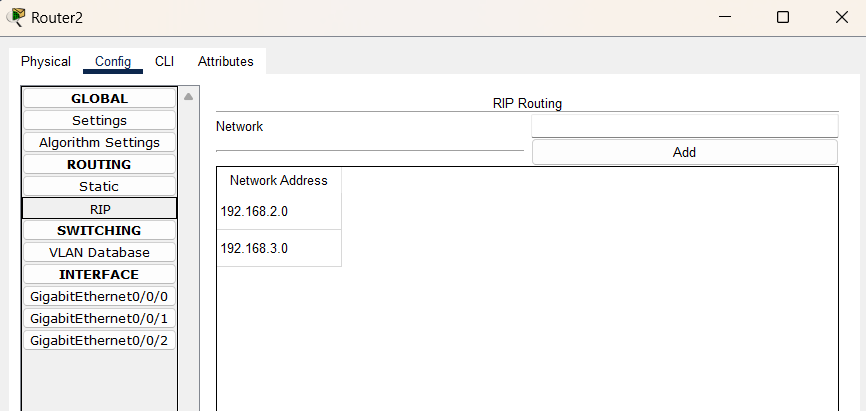 Router2
Physical Config CLI Attributes
GLOBAL
Settings
Algorithm Settings
ROUTING
Static
RIP
SWITCHING
VLAN Database
INTERFACE
GigabitEthernet0/0/0
GigabitEthernet0/0/1
GigabitEthernet0/0/2
RIP Routing
Network
Add
Network Address
192.168.2.0
192.168.3.0